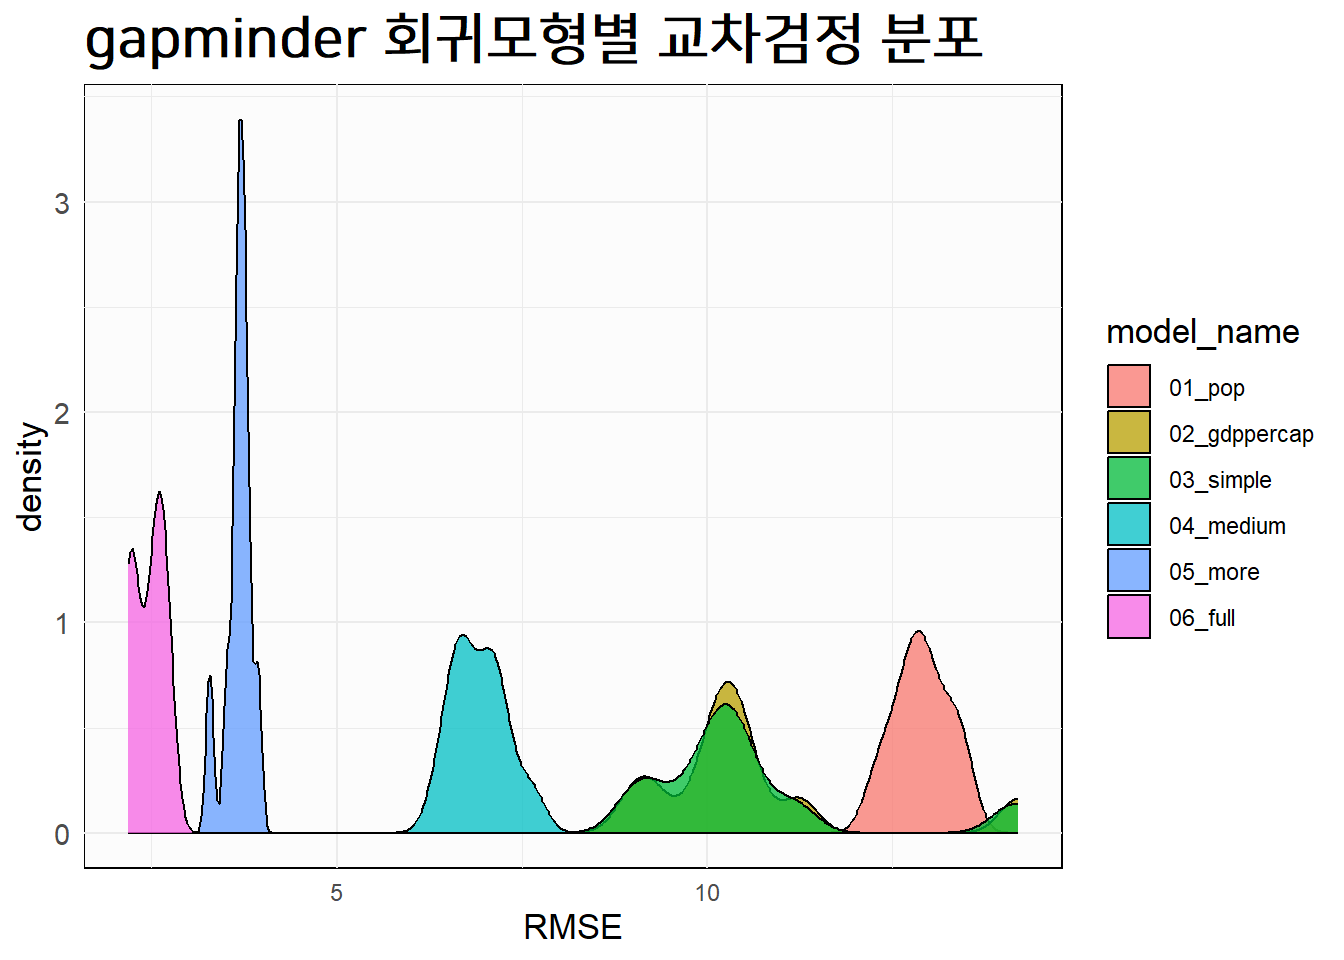 gapminder 회귀모형별 교차검정 분포
3
2
1
0
density
5
10
RMSE
model_name
01_pop
02_gdppercap
03_simple
04_medium
05_more
06_full